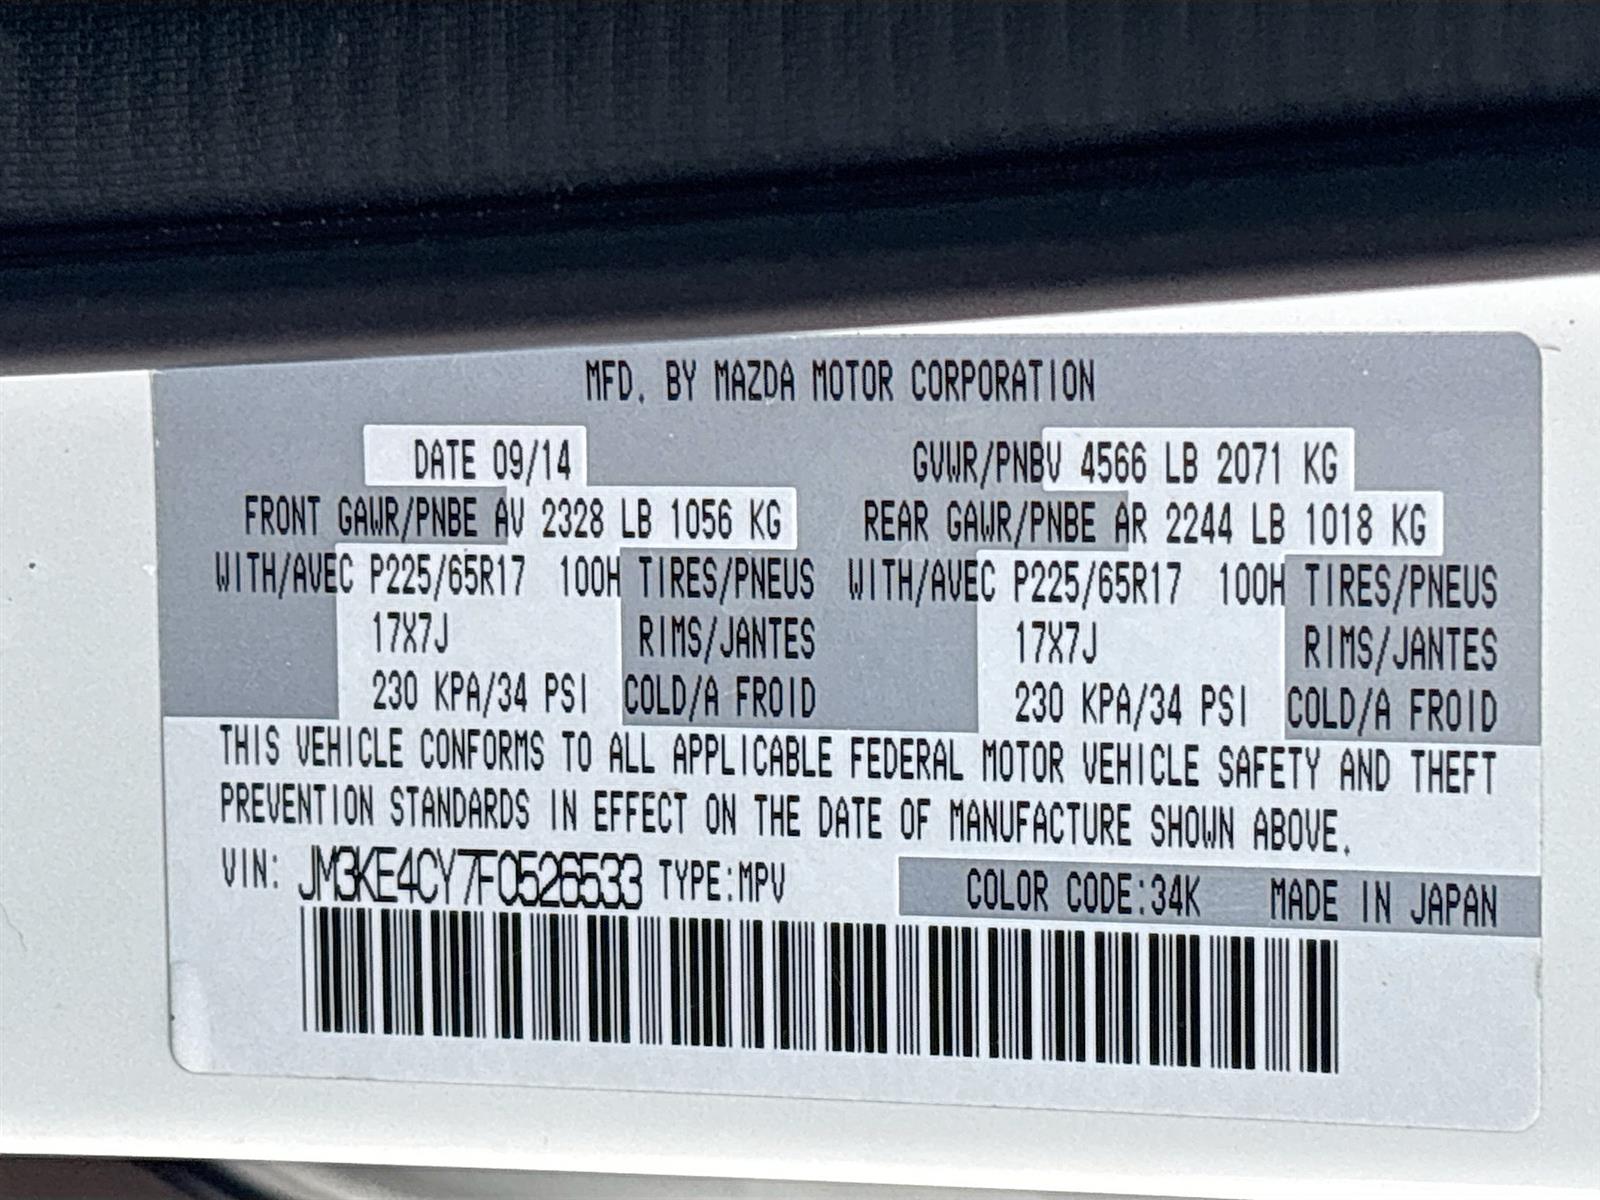 MFD. BY MAZDA MOTOR CORPORATION
DATE 09/14 GVWR/PNBV 4566 LB 2071 KG
FRONT GAWR/PNBE AV 2328 LB 1056 KG REAR GAWR/PNBE AR 2244 LB 1018 KG
WITH/AVEC P225/65R17 100H TIRES/PNEUS WITH/AVEC P225/65R17 100H TIRES/PNEUS
17X7J RIMS/JANTES 17X7J RIMS/JANTES
230 KPA/34 PSI COLD/A FROID 230 KPA/34 PSI COLD/A FROID
THIS VEHICLE CONFORMS TO ALL APPLICABLE FEDERAL MOTOR VEHICLE SAFETY AND THEFT
PREVENTION STANDARDS IN EFFECT ON THE DATE OF MANUFACTURE SHOWN ABOVE.
VIN: JM3KE4CY7F0526533 TYPE:MPV COLOR CODE:34K MADE IN JAPAN